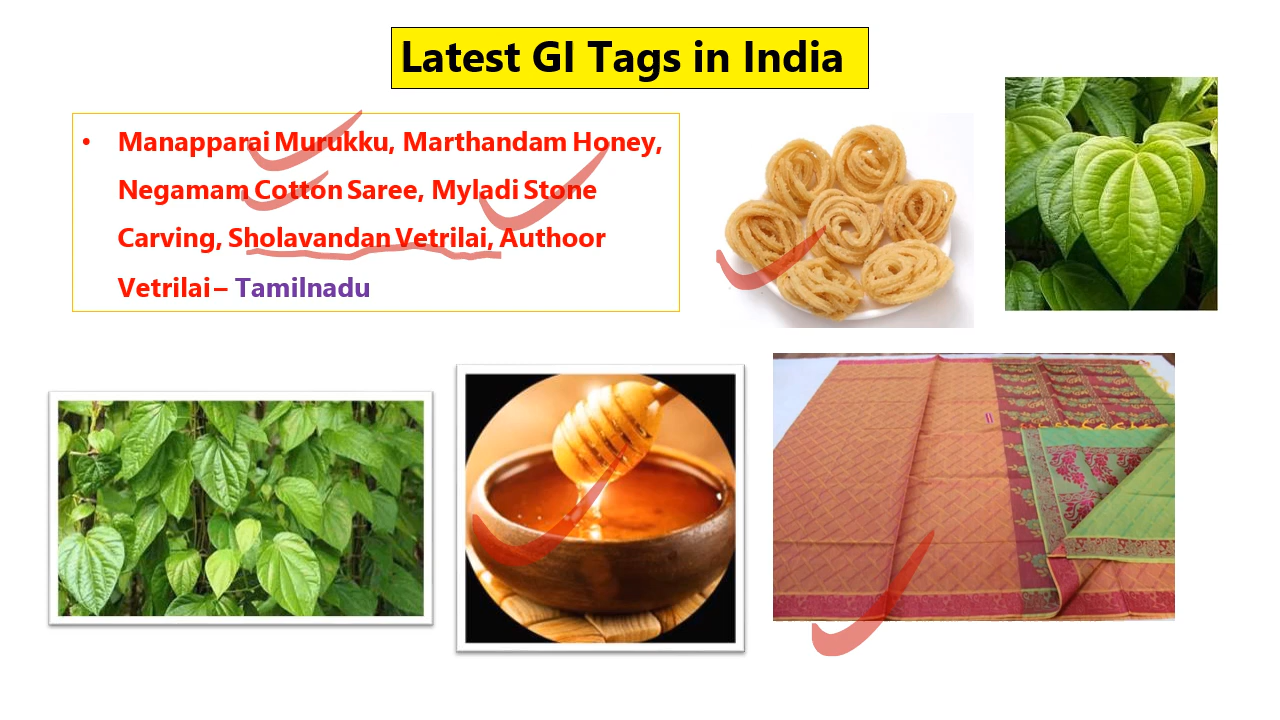 Latest GI Tags in India
• Manapparai Murukku, Marthandam Honey,
Negamam Cotton Saree, Myladi Stone
Carving, Sholavandan Vetrilai, Authoor
Vetrilai – Tamilnadu